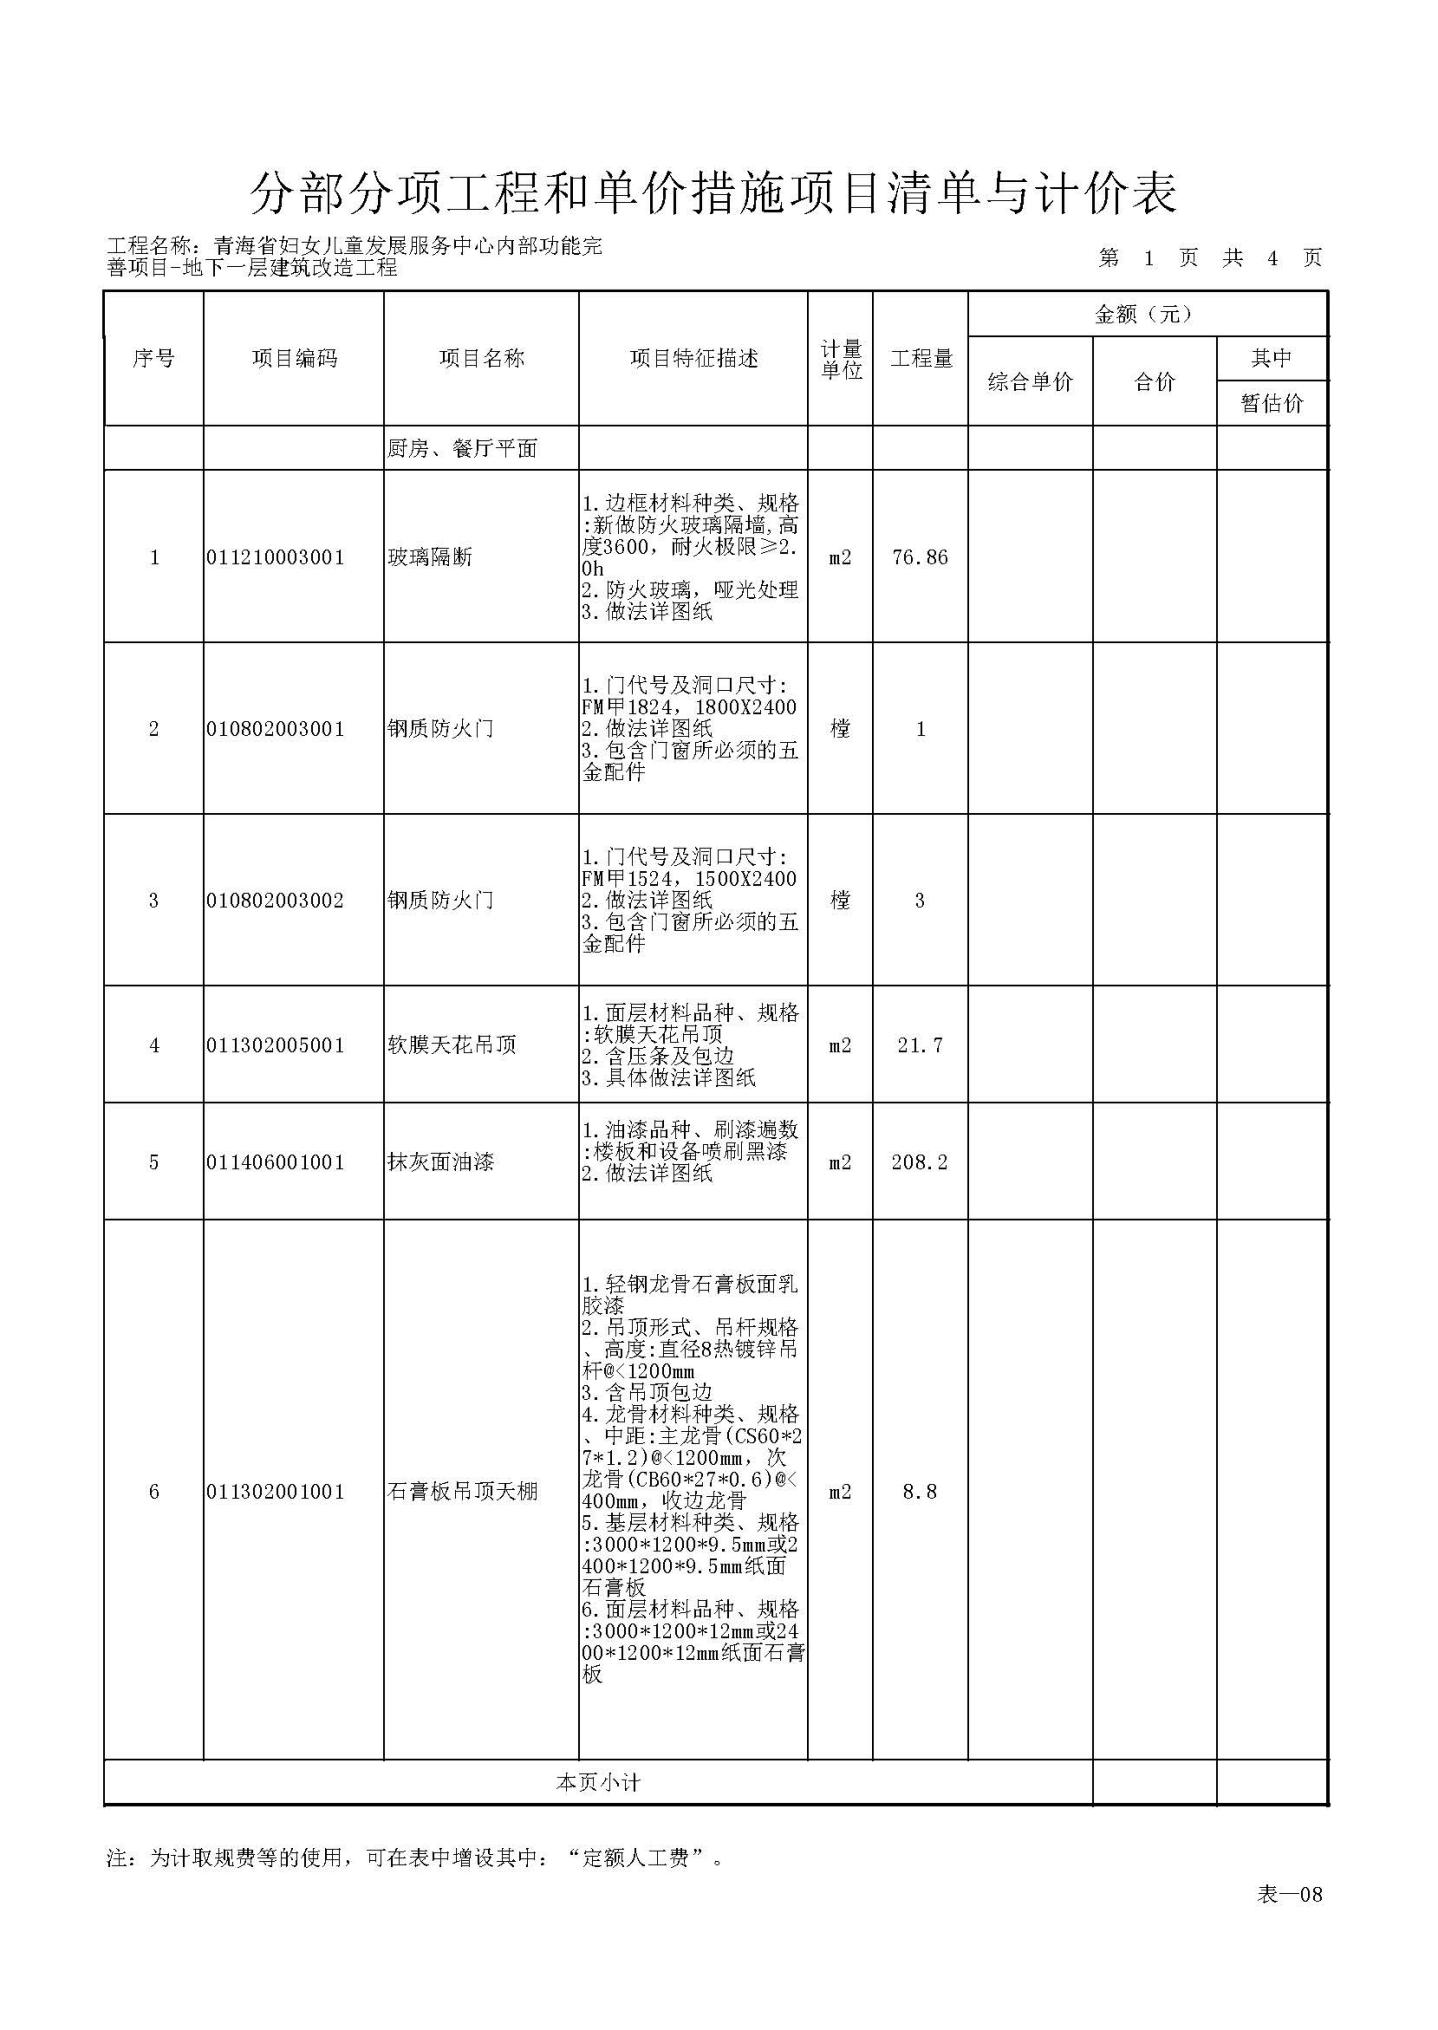 分部分项工程和单价措施项目清单与计价表
工程名称：青海省妇女儿童发展服务中心内部功能完
善项目-地下一层建筑改造工程
第 1 页 共 4 页
序号
项目编码
项目名称
项目特征描述
计量
单位
工程量
金额（元）
综合单价
合价
其中
暂估价
厨房、餐厅平面
1
011210003001
玻璃隔断
1.边框材料种类、规格
:新做防火玻璃隔墙,高
度3600，耐火极限≥2.
0h
2.防火玻璃，哑光处理
3.做法详图纸
m2
76.86
2
010802003001
钢质防火门
1.门代号及洞口尺寸:
FM甲1824，1800X2400
2.做法详图纸
3.包含门窗所必须的五
金配件
樘
1
3
010802003002
钢质防火门
1.门代号及洞口尺寸:
FM甲1524，1500X2400
2.做法详图纸
3.包含门窗所必须的五
金配件
樘
3
4
011302005001
软膜天花吊顶
1.面层材料品种、规格
:软膜天花吊顶
2.含压条及包边
3.具体做法详图纸
m2
21.7
5
011406001001
抹灰面油漆
1.油漆品种、刷漆遍数
:楼板和设备喷刷黑漆
2.做法详图纸
m2
208.2
6
011302001001
石膏板吊顶天棚
1.轻钢龙骨石膏板面乳
胶漆
2.吊顶形式、吊杆规格
、高度:直径8热镀锌吊
杆@<1200mm
3.含吊顶包边
4.龙骨材料种类、规格
、中距:主龙骨(CS60*2
7*1.2)@<1200mm，次
龙骨(CB60*27*0.6)@<
400mm，收边龙骨
5.基层材料种类、规格
:3000*1200*9.5mm或2
400*1200*9.5mm纸面
石膏板
6.面层材料品种、规格
:3000*1200*12mm或24
00*1200*12mm纸面石膏
板
m2
8.8
本页小计
注：为计取规费等的使用，可在表中增设其中：“定额人工费”。
表—08